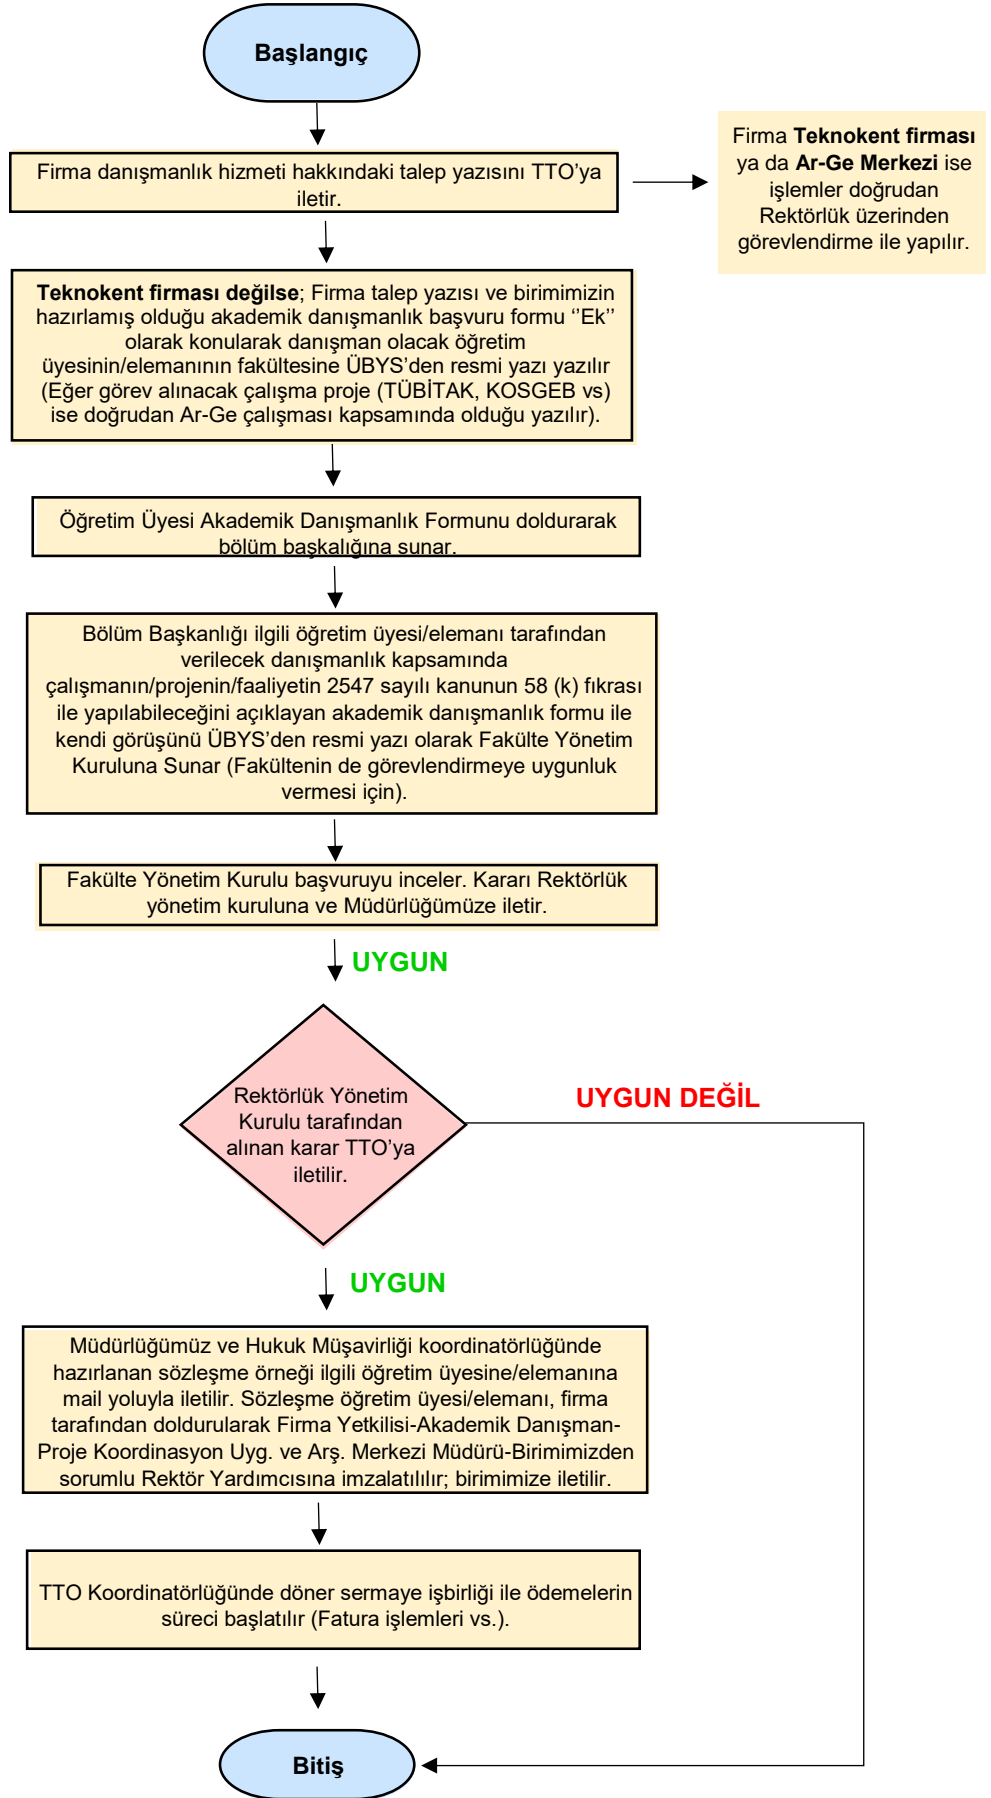 Başlangıç
Firma danışmanlık hizmeti hakkındaki talep yazısını TTO’ya
iletir.
Firma Teknokent firması
ya da Ar-Ge Merkezi ise
işlemler doğrudan
Rektörlük üzerinden
görevlendirme ile yapılır.
Teknokent firması değilse; Firma talep yazısı ve birimimizin
hazırlamış olduğu akademik danışmanlık başvuru formu ‘’Ek’’
olarak konularak danışman olacak öğretim
üyesinin/elemanının fakültesine ÜBYS’den resmi yazı yazılır
(Eğer görev alınacak çalışma proje (TÜBİTAK, KOSGEB vs)
ise doğrudan Ar-Ge çalışması kapsamında olduğu yazılır).
Öğretim Üyesi Akademik Danışmanlık Formunu doldurarak
bölüm başkalığına sunar.
Bölüm Başkanlığı ilgili öğretim üyesi/elemanı tarafından
verilecek danışmanlık kapsamında
çalışmanın/projenin/faaliyetin 2547 sayılı kanunun 58 (k) fıkrası
ile yapılabileceğini açıklayan akademik danışmanlık formu ile
kendi görüşünü ÜBYS’den resmi yazı olarak Fakülte Yönetim
Kuruluna Sunar (Fakültenin de görevlendirmeye uygunluk
vermesi için).
Fakülte Yönetim Kurulu başvuruyu inceler. Kararı Rektörlük
yönetim kuruluna ve Müdürlüğümüze iletir.
UYGUN
Rektörlük Yönetim
Kurulu tarafından
alınan karar TTO’ya
iletilir.
UYGUN DEĞİL
UYGUN
Müdürlüğümüz ve Hukuk Müşavirliği koordinatörlüğünde
hazırlanan sözleşme örneği ilgili öğretim üyesine/elemanına
mail yoluyla iletilir. Sözleşme öğretim üyesi/elemanı, firma
tarafından doldurularak Firma Yetkilisi-Akademik Danışman-
Proje Koordinasyon Uyg. ve Arş. Merkezi Müdürü-Birimimizden
sorumlu Rektör Yardımcısına imzalatılılır; birimimize iletilir.
TTO Koordinatörlüğünde döner sermaye işbirliği ile ödemelerin
süreci başlatılır (Fatura işlemleri vs.).
Bitiş